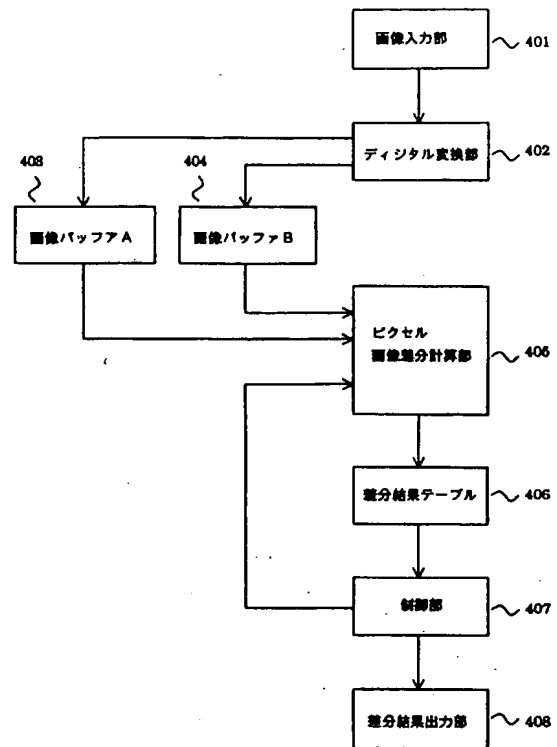 画像入力部
401
ディジタル変換部
402
403
404
画像バッファA
画像バッファB
ピクセル
画像差分計算部
405
差分結果テーブル
406
制御部
407
差分結果出力部
408